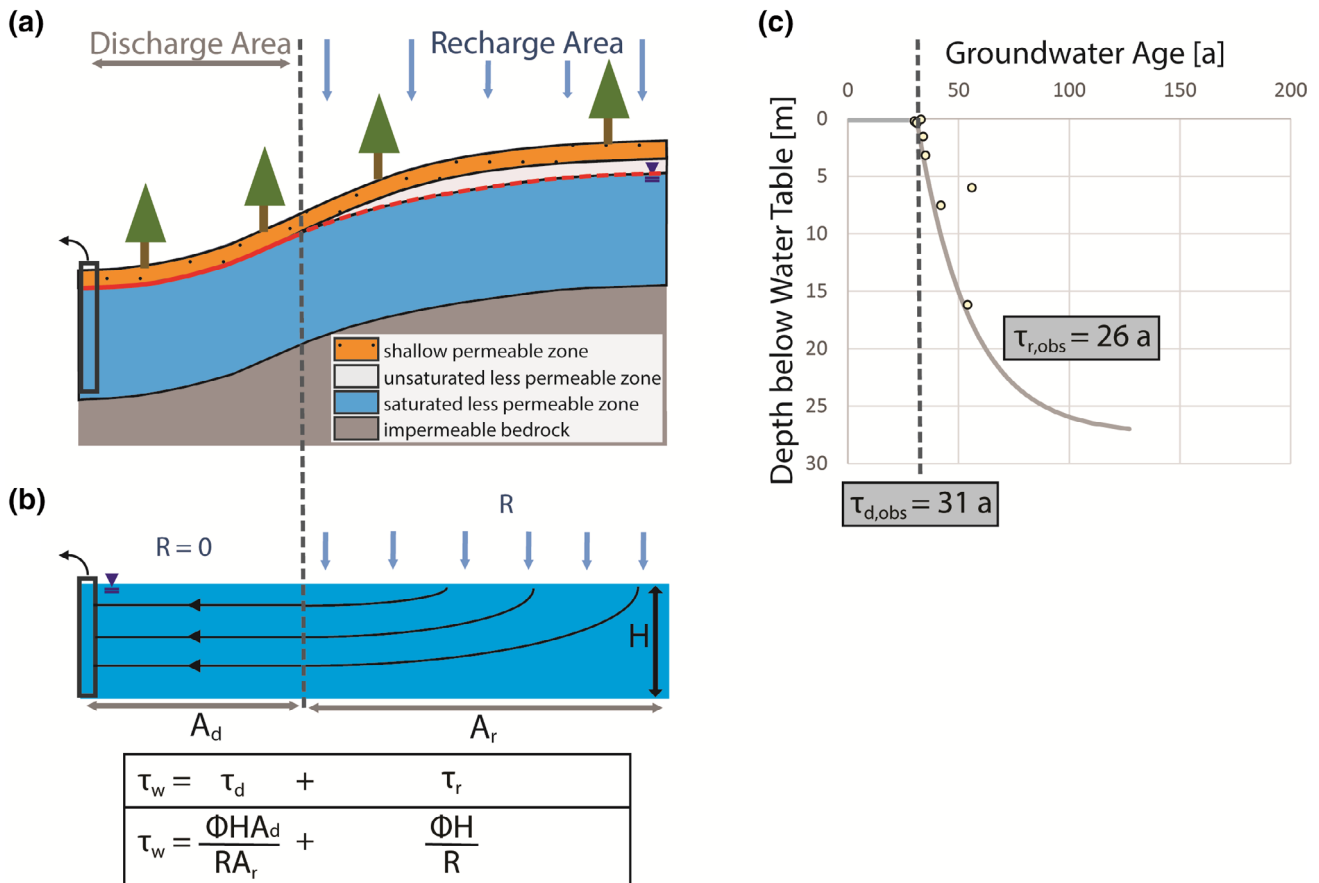 (a)
Discharge Area
Recharge Area
shallow permeable zone
unsaturated less permeable zone
saturated less permeable zone
impermeable bedrock
(b)
R = 0
R
H
A_d
A_r
τ_w = τ_d + τ_r
τ_w = ΦHA_d/RA_r + ΦH/R
(c)
Groundwater Age [a]
0 50 100 150 200
Depth below Water Table [m]
0
5
10
15
20
25
30
τ_r,obs = 26 a
τ_d,obs = 31 a